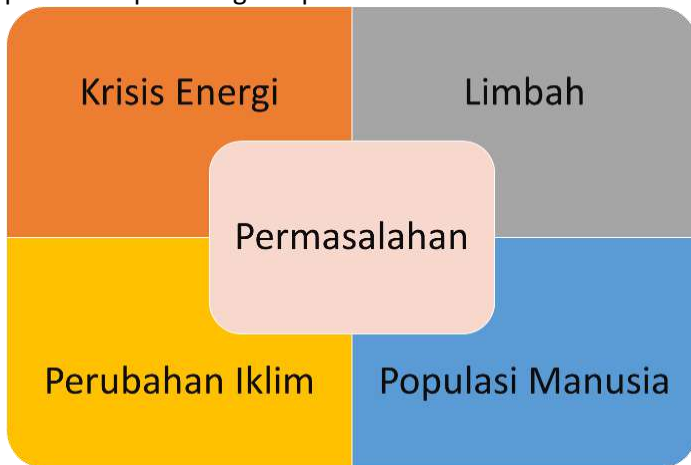 Krisis Energi
Limbah
Permasalahan
Perubahan Iklim
Populasi Manusia